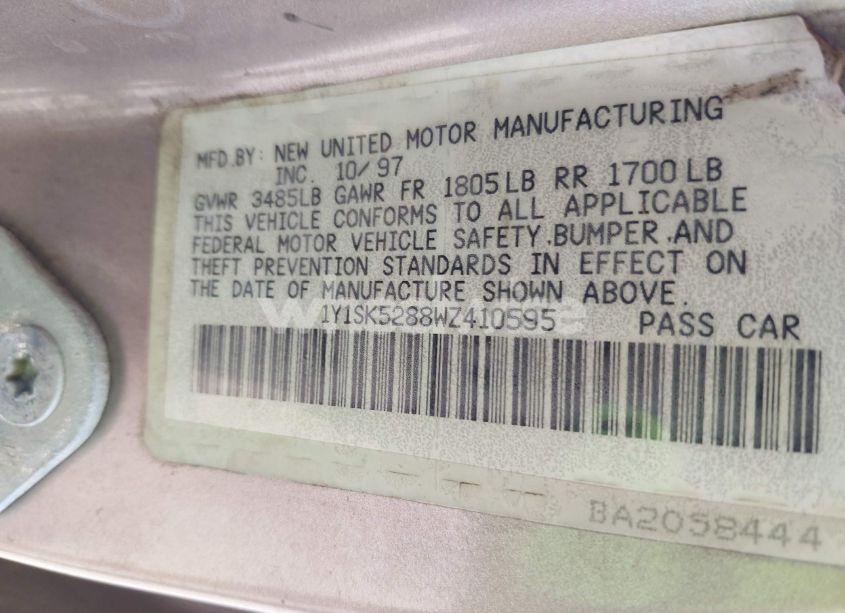 MFD.BY: NEW UNITED MOTOR MANUFACTURING
INC. 10/97
GVWR 3485LB GAWR FR 1805LB RR 1700LB
THIS VEHICLE CONFORMS TO ALL APPLICABLE
FEDERAL MOTOR VEHICLE SAFETY,BUMPER,AND
THEFT PREVENTION STANDARDS IN EFFECT ON
THE DATE OF MANUFACTURE SHOWN ABOVE.
1Y1SK5288WZ410595 PASS CAR
BA2058444